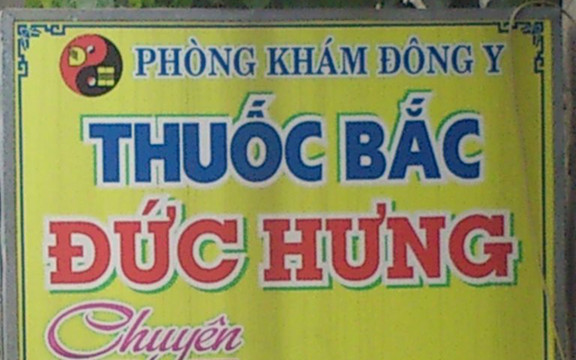 PHÒNG KHÁM ĐÔNG Y
THUỐC BẮC
ĐỨC HƯNG
Chuyên